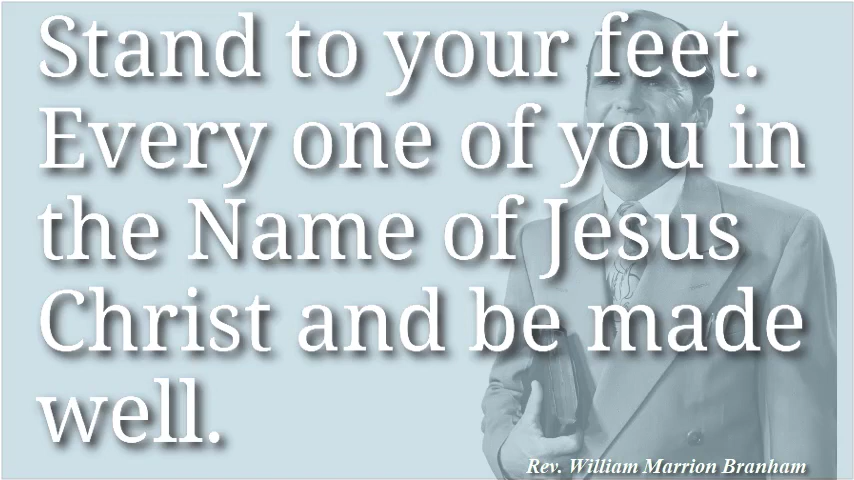 Stand to your feet.
Every one of you in
the Name of Jesus
Christ and be made
well.
Rev. William Marrion Branham